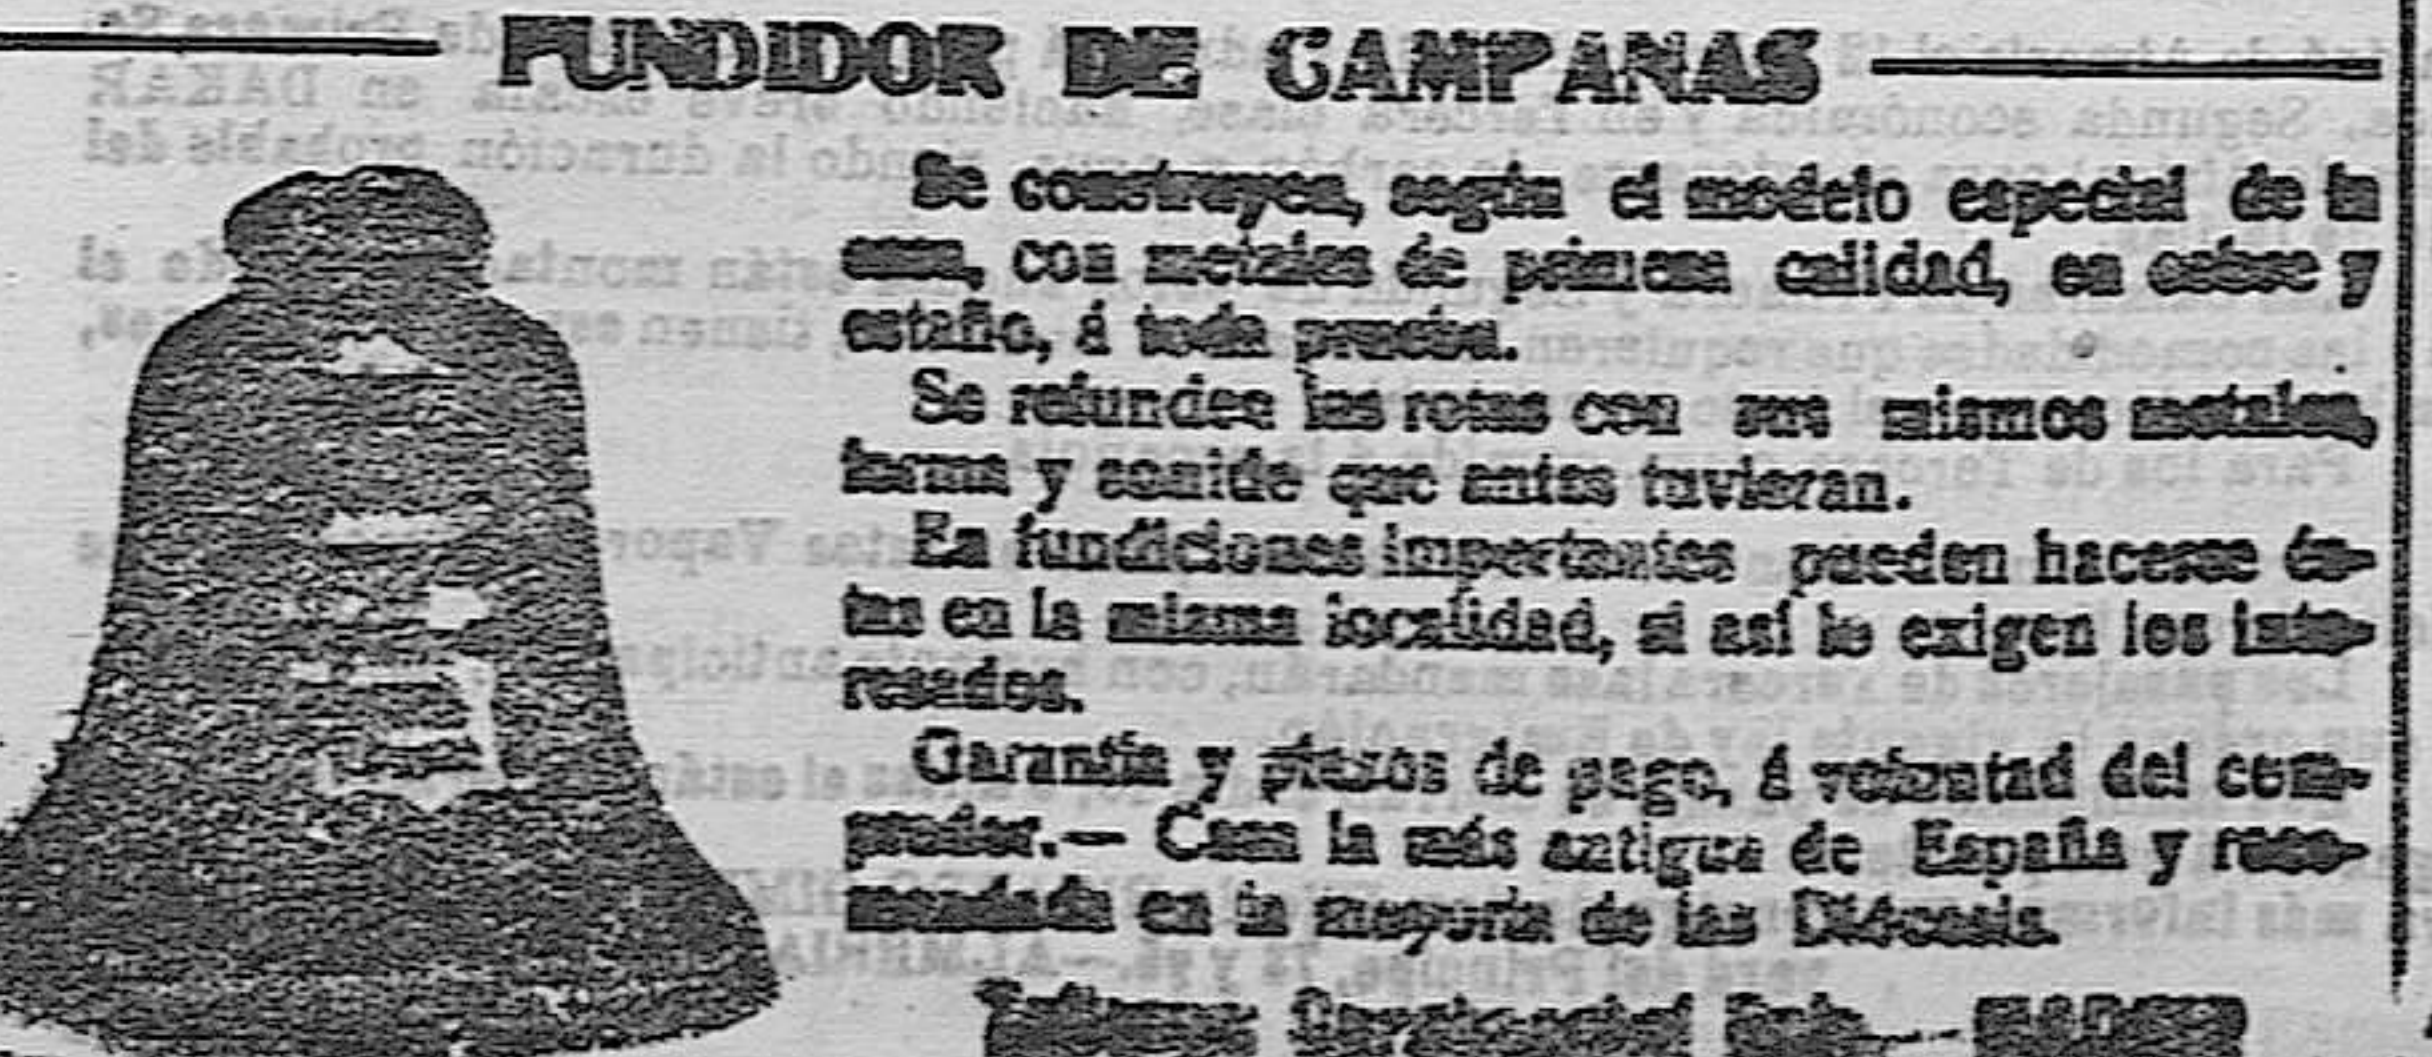 FUNDIDOR DE CAMPANAS
Se construyen, según el modelo especial de la
casa, con metales de primera calidad, en cobre y
estaño, á toda prueba.
Se refunden las rotas con sus mismos metales,
forma y sonido que antes tuvieran.
En fundiciones importantes pueden hacerse és-
tas en la misma localidad, si así lo exigen los inte-
resados.
Garantía y plazos de pago, á voluntad del com-
prador.— Casa la más antigua de España y reco-
mendada en la mayoría de las Diócesis.